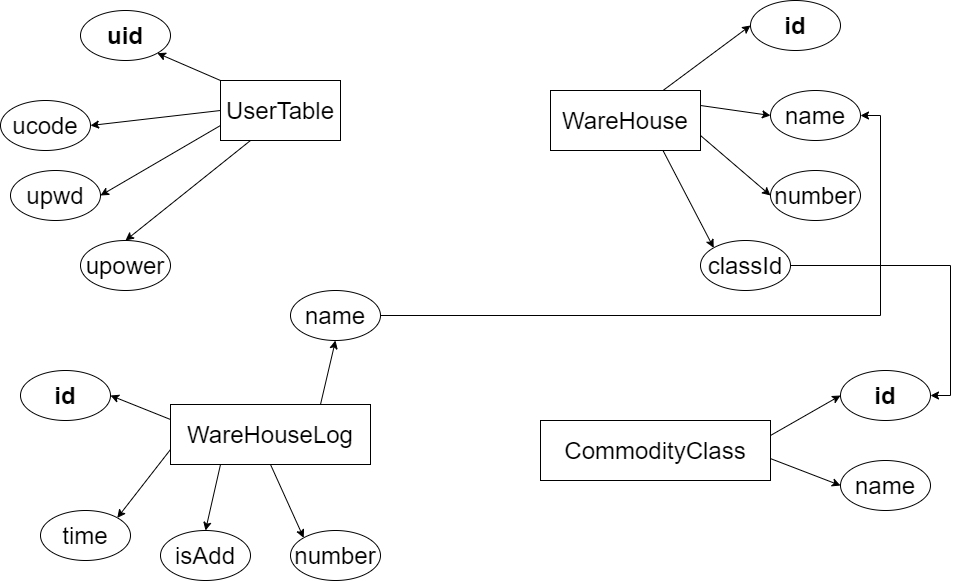 uid
UserTable
ucode
upwd
upower
id
WareHouse
name
number
classId
name
id
WareHouseLog
time
isAdd
number
id
CommodityClass
name